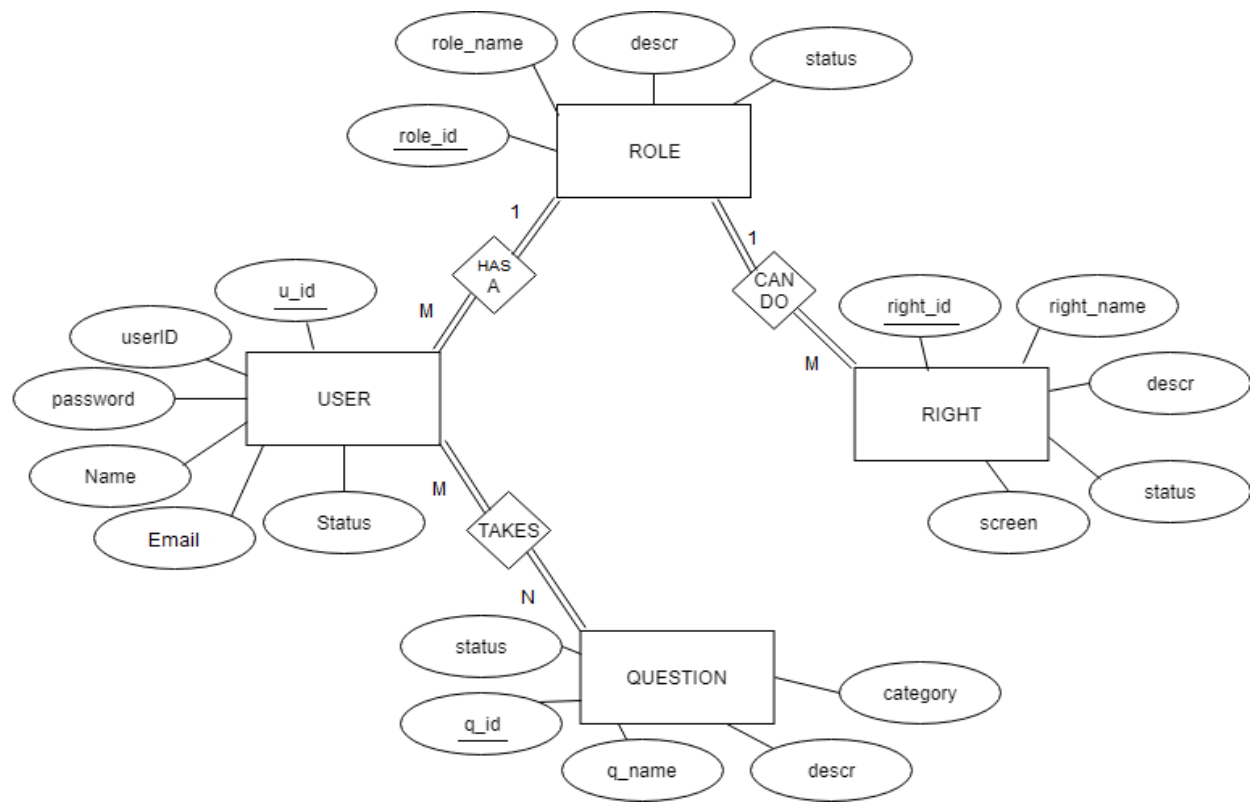 role_name
descr
status
role_id
ROLE
1
1
HAS
A
CAN
DO
u_id
M
right_id
right_name
userID
M
descr
password
USER
RIGHT
Name
M
status
Email
Status
screen
TAKES
N
status
QUESTION
category
q_id
q_name
descr